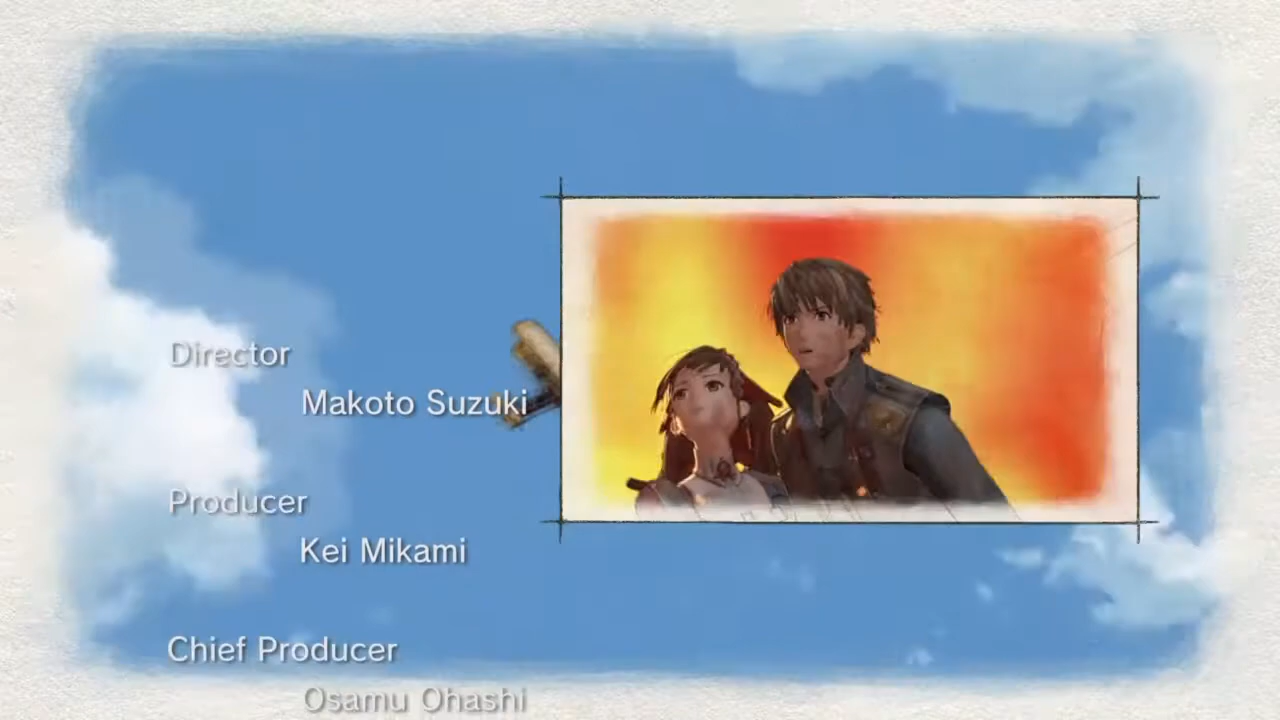 Director
Makoto Suzuki
Producer
Kei Mikami
Chief Producer
Osamu Ohashi